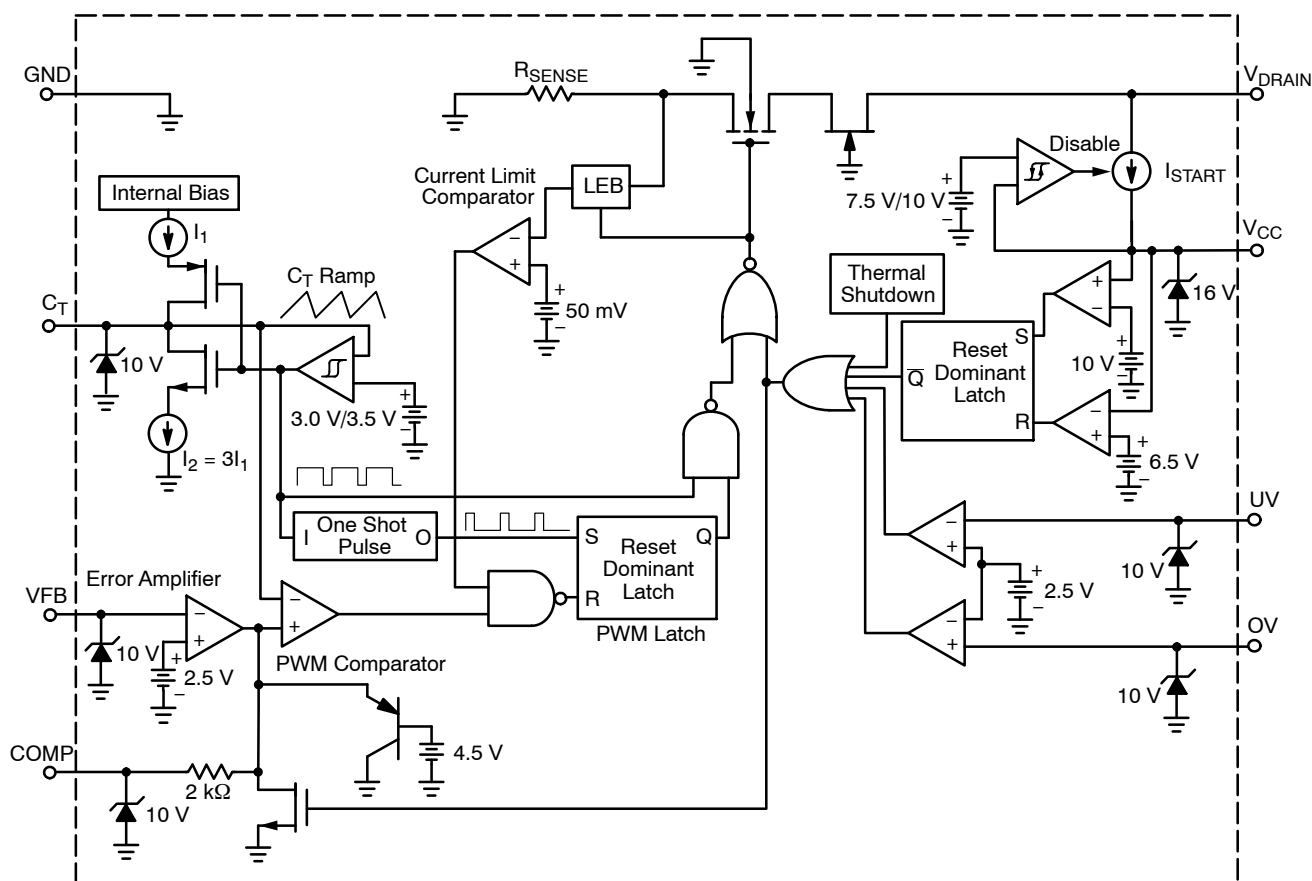 GND
R_SENSE
V_DRAIN
Disable
I_START
7.5 V/10 V
+
−
Current Limit
Comparator
LEB
Internal Bias
I_1
V_CC
C_T Ramp
Thermal
Shutdown
16 V
C_T
−
+
+
−
50 mV
+
−
+
−
10 V
10 V
S
Reset
Dominant
Latch
Q̅
R
3.0 V/3.5 V
+
−
−
+
+
−
6.5 V
I_2 = 3I_1
UV
One Shot
Pulse
I
O
S
Q
Reset
Dominant
Latch
R
PWM Latch
−
+
10 V
+
−
2.5 V
Error Amplifier
VFB
−
+
−
+
OV
−
+
10 V
+
−
2.5 V
PWM Comparator
10 V
4.5 V
COMP
2 kΩ
10 V